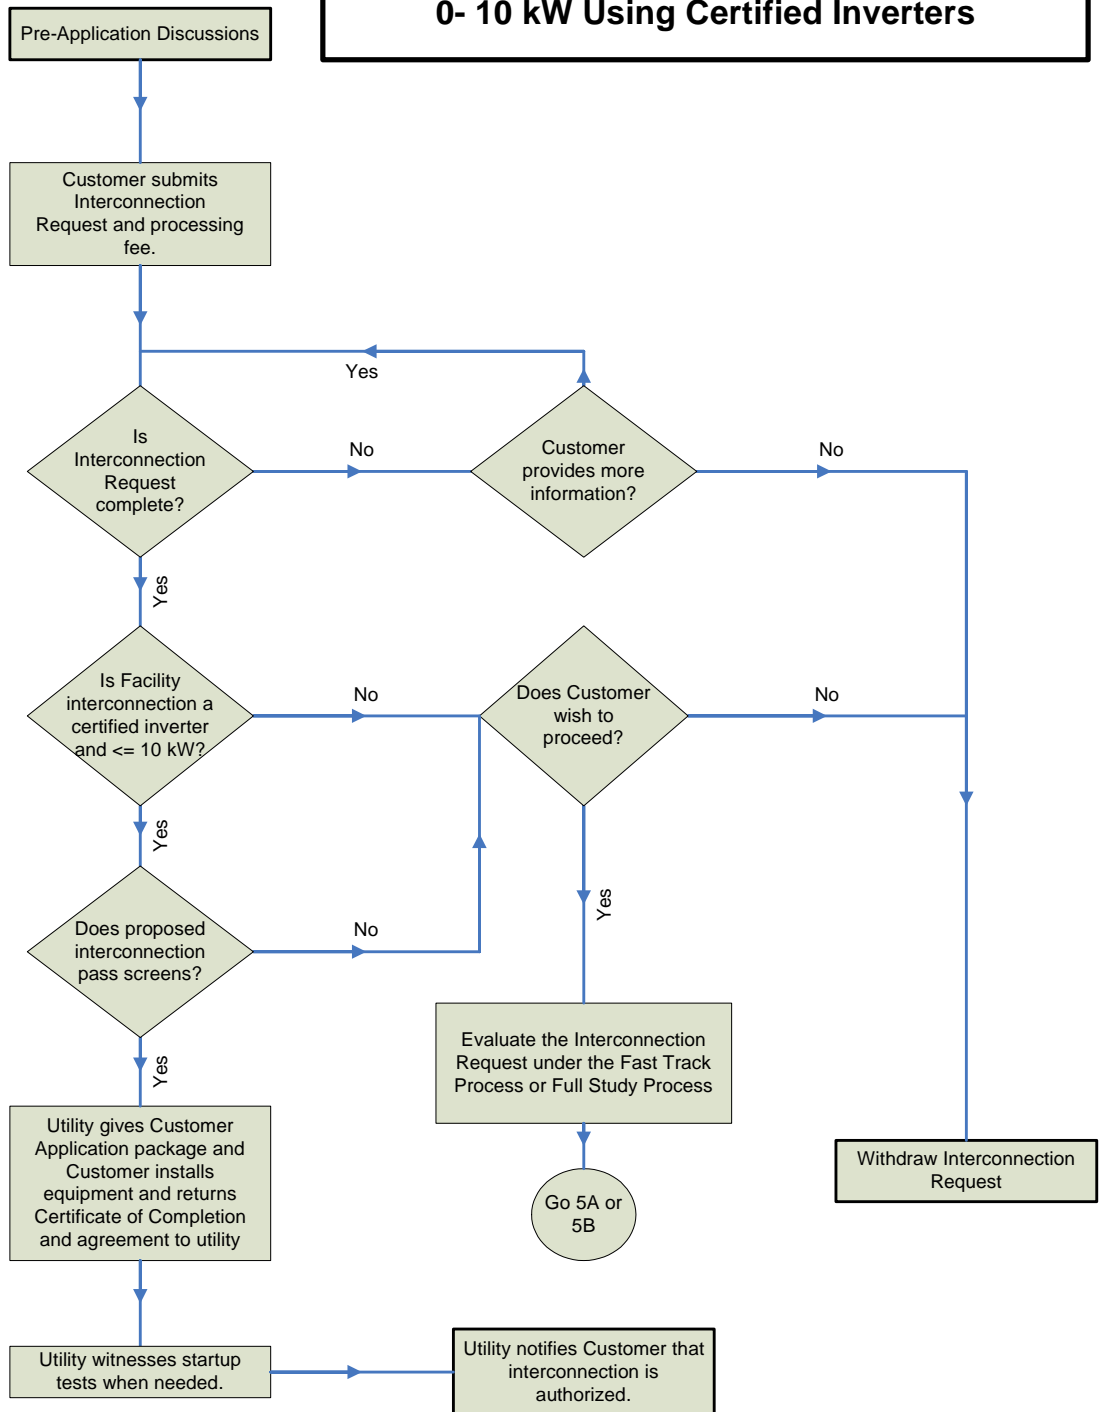 0- 10 kW Using Certified Inverters
Pre-Application Discussions
Customer submits
Interconnection
Request and processing
fee.
Yes
Is
Interconnection
Request
complete?
No
Customer
provides more
information?
No
Yes
Is Facility
interconnection a
certified inverter
and <= 10 kW?
No
Does Customer
wish to
proceed?
No
Yes
Does proposed
interconnection
pass screens?
No
Yes
Yes
Evaluate the Interconnection
Request under the Fast Track
Process or Full Study Process
Utility gives Customer
Application package and
Customer installs
equipment and returns
Certificate of Completion
and agreement to utility
Go 5A or
5B
Withdraw Interconnection
Request
Utility witnesses startup
tests when needed.
Utility notifies Customer that
interconnection is
authorized.